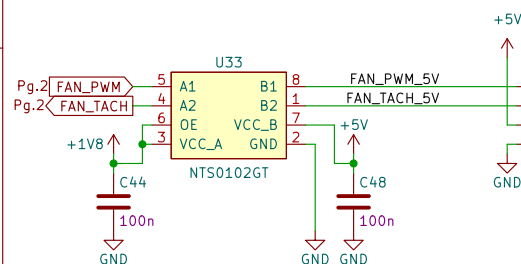 +5V
U33
Pg.2 FAN_PWM 5 A1 B1 8 FAN_PWM_5V
Pg.2 FAN_TACH 4 A2 B2 1 FAN_TACH_5V
6 OE VCC_B 7
+1V8 3 VCC_A GND 2 +5V
NTS0102GT
C44 C48 GND
100n 100n
GND GND GND